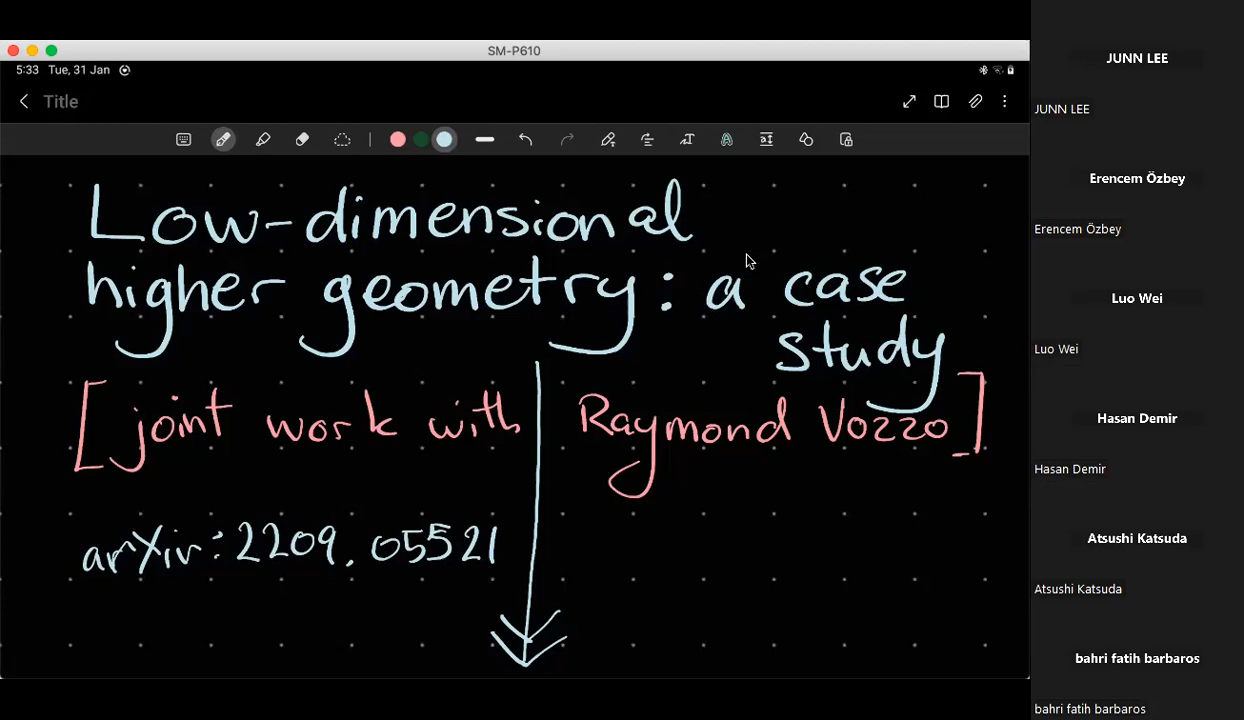 SM-P610
5:33 Tue, 31 Jan
Title
Low-dimensional
higher geometry: a case
study
[joint work with Raymond Vozzo]
arXiv: 2209.05521
JUNN LEE
JUNN LEE
Erencem Özbey
Erencem Özbey
Luo Wei
Luo Wei
Hasan Demir
Hasan Demir
Atsushi Katsuda
Atsushi Katsuda
bahri fatih barbaros
bahri fatih barbaros